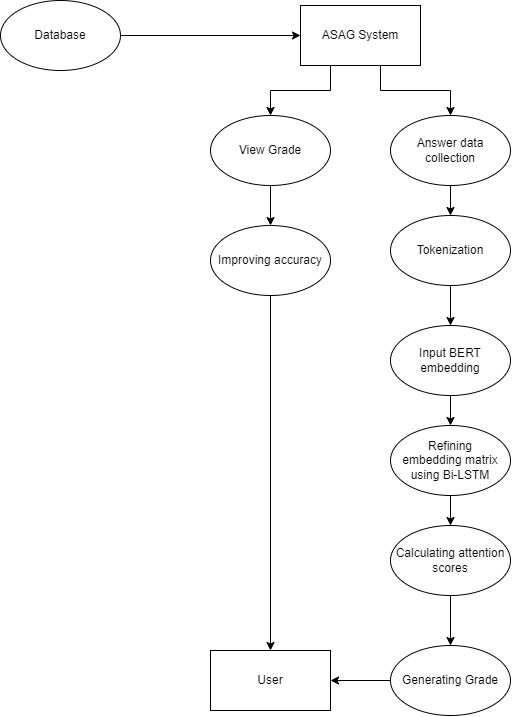 Database
ASAG System
View Grade
Answer data
collection
Improving accuracy
Tokenization
Input BERT
embedding
Refining
embedding matrix
using Bi-LSTM
Calculating attention
scores
User
Generating Grade